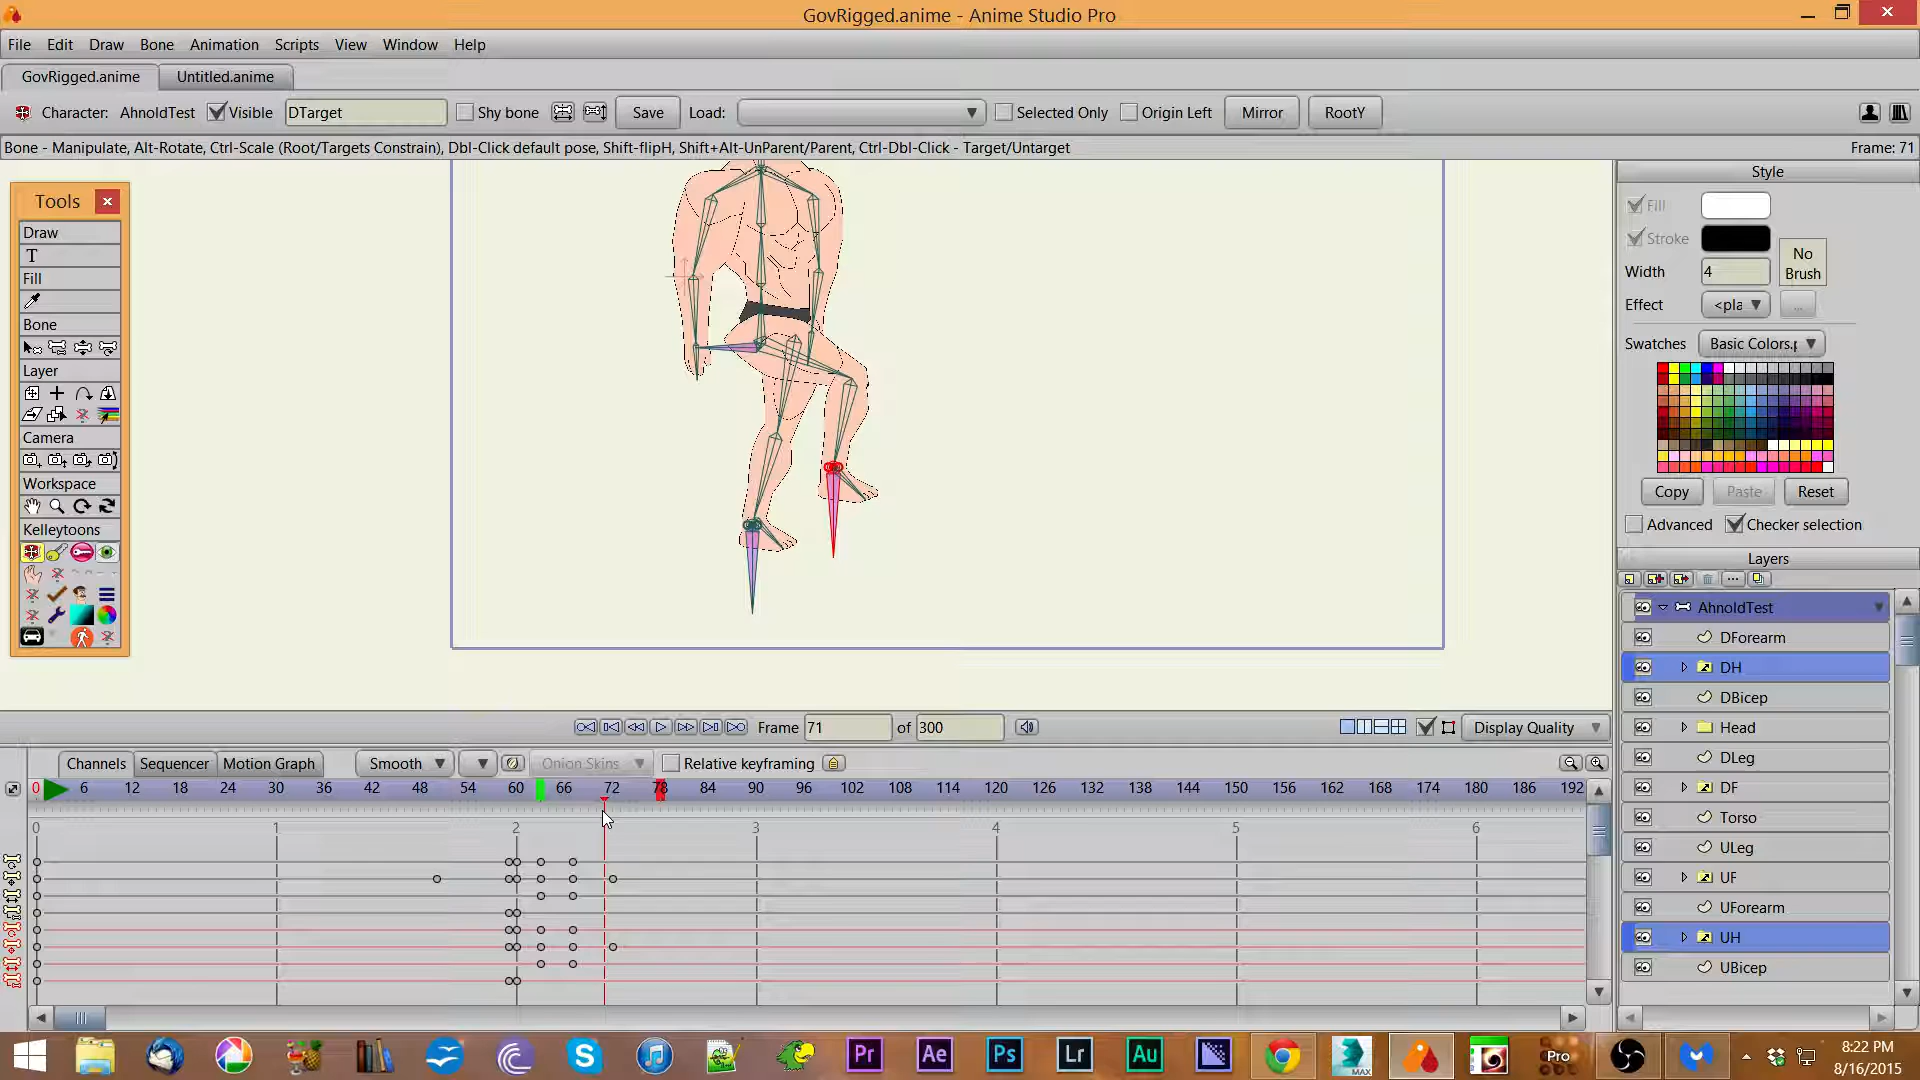 GovRigged.anime - Anime Studio Pro
File Edit Draw Bone Animation Scripts View Window Help
GovRigged.anime Untitled.anime
Character: AhnoldTest Visible DTarget Shy bone Save Load: Selected Only Origin Left Mirror RootY
Bone - Manipulate, Alt-Rotate, Ctrl-Scale (Root/Targets Constrain), Dbl-Click default pose, Shift-flipH, Shift+Alt-UnParent/Parent, Ctrl-Dbl-Click - Target/Untarget Frame: 71
Tools
Draw
T
Fill
Bone
Layer
Camera
Workspace
Kelleytoons
Style
Fill
Stroke
No Brush
Width 4
Effect <pla ...
Swatches Basic Colors.p
Copy Paste Reset
Advanced Checker selection
Layers
AhnoldTest
DForearm
DH
DBicep
Head
DLeg
DF
Torso
ULeg
UF
UForearm
UH
UBicep
Frame 71 of 300 Display Quality
Channels Sequencer Motion Graph Smooth Onion Skins Relative keyframing
0 6 12 18 24 30 36 42 48 54 60 66 72 78 84 90 96 102 108 114 120 126 132 138 144 150 156 162 168 174 180 186 192
0 1 2 3 4 5 6
Pr Ae Ps Lr Au MAX Pro
8:22 PM
8/16/2015